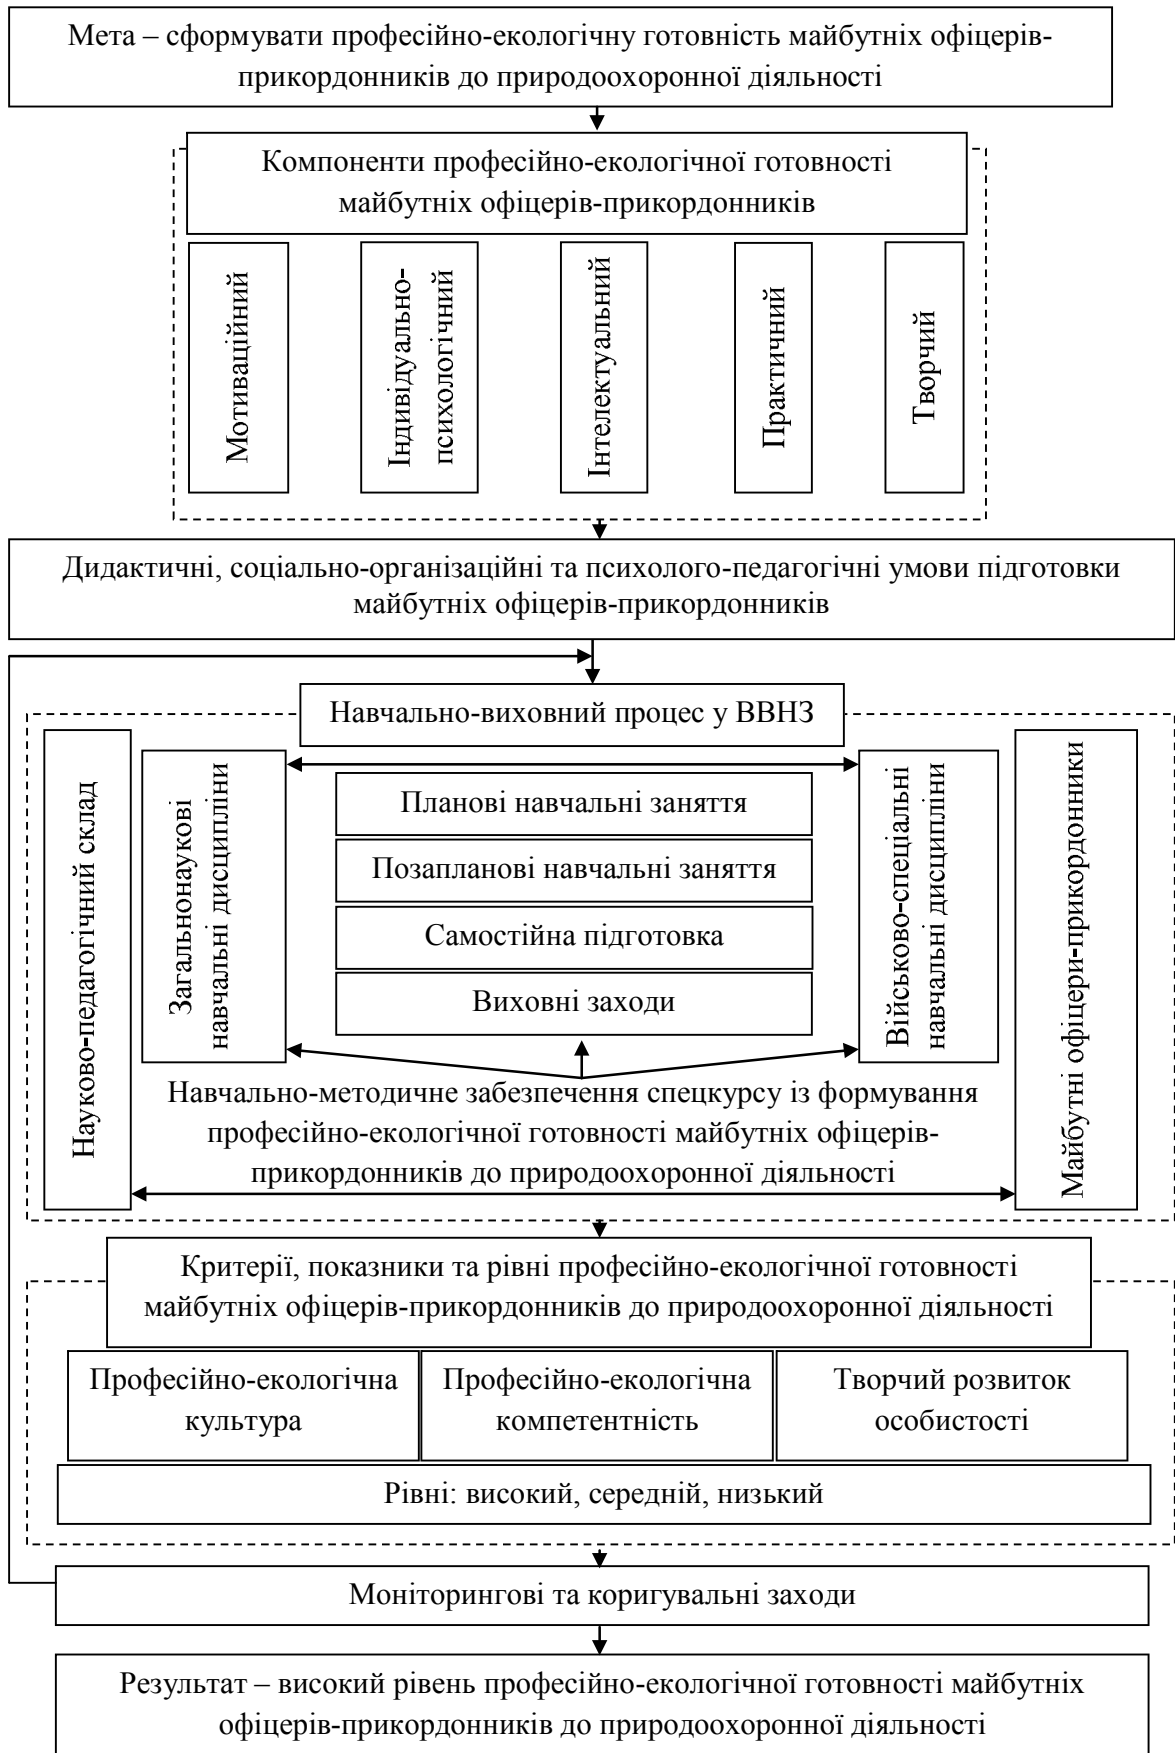 Мета – сформувати професійно-екологічну готовність майбутніх офіцерів-
прикордонників до природоохоронної діяльності
Компоненти професійно-екологічної готовності
майбутніх офіцерів-прикордонників
Мотиваційний
Індивідуально-
психологічний
Інтелектуальний
Практичний
Творчий
Дидактичні, соціально-організаційні та психолого-педагогічні умови підготовки
майбутніх офіцерів-прикордонників
Навчально-виховний процес у ВВНЗ
Науково-педагогічний склад
Загальнонаукові
навчальні дисципліни
Планові навчальні заняття
Позапланові навчальні заняття
Самостійна підготовка
Виховні заходи
Військово-спеціальні
навчальні дисципліни
Майбутні офіцери-прикордонники
Навчально-методичне забезпечення спецкурсу із формування
професійно-екологічної готовності майбутніх офіцерів-
прикордонників до природоохоронної діяльності
Критерії, показники та рівні професійно-екологічної готовності
майбутніх офіцерів-прикордонників до природоохоронної діяльності
Професійно-екологічна
культура
Професійно-екологічна
компетентність
Творчий розвиток
особистості
Рівні: високий, середній, низький
Моніторингові та коригувальні заходи
Результат – високий рівень професійно-екологічної готовності майбутніх
офіцерів-прикордонників до природоохоронної діяльності